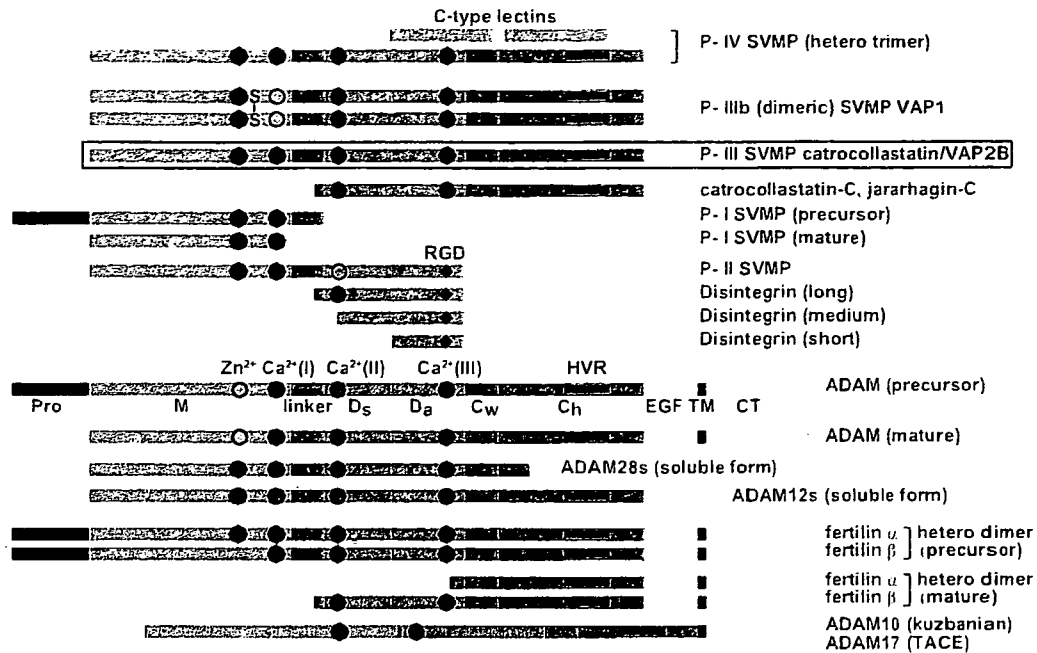 C-type lectins
P- IV SVMP (hetero trimer)
S
S
P- IIIb (dimeric) SVMP VAP1
P- III SVMP catrocollastatin/VAP2B
catrocollastatin-C, jararhagin-C
P- I SVMP (precursor)
P- I SVMP (mature)
RGD
P- II SVMP
Disintegrin (long)
Disintegrin (medium)
Disintegrin (short)
Zn²⁺ Ca²⁺(I) Ca²⁺(II) Ca²⁺(III) HVR
ADAM (precursor)
Pro M linker Ds Da Cw Ch EGF TM CT
ADAM (mature)
ADAM28s (soluble form)
ADAM12s (soluble form)
fertilin α ] hetero dimer
fertilin β ] (precursor)
fertilin α ] hetero dimer
fertilin β ] (mature)
ADAM10 (kuzbanian)
ADAM17 (TACE)